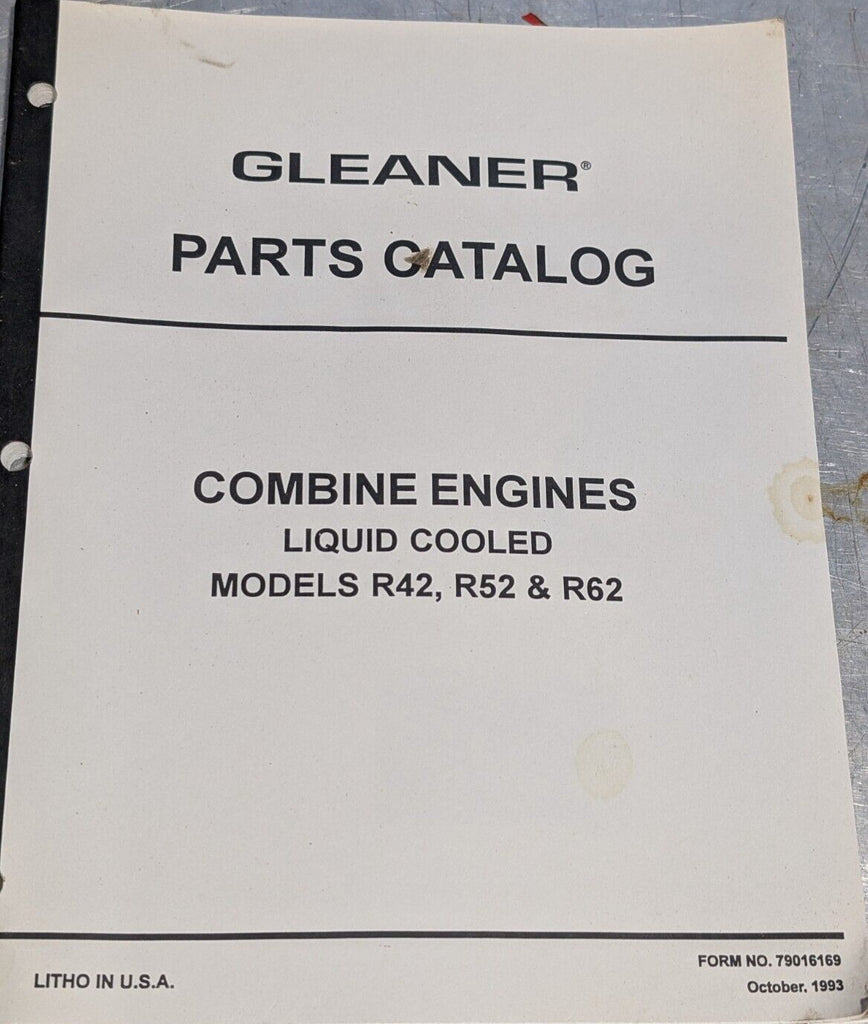 GLEANER®
PARTS CATALOG
COMBINE ENGINES
LIQUID COOLED
MODELS R42, R52 & R62
LITHO IN U.S.A.
FORM NO. 79016169
October, 1993